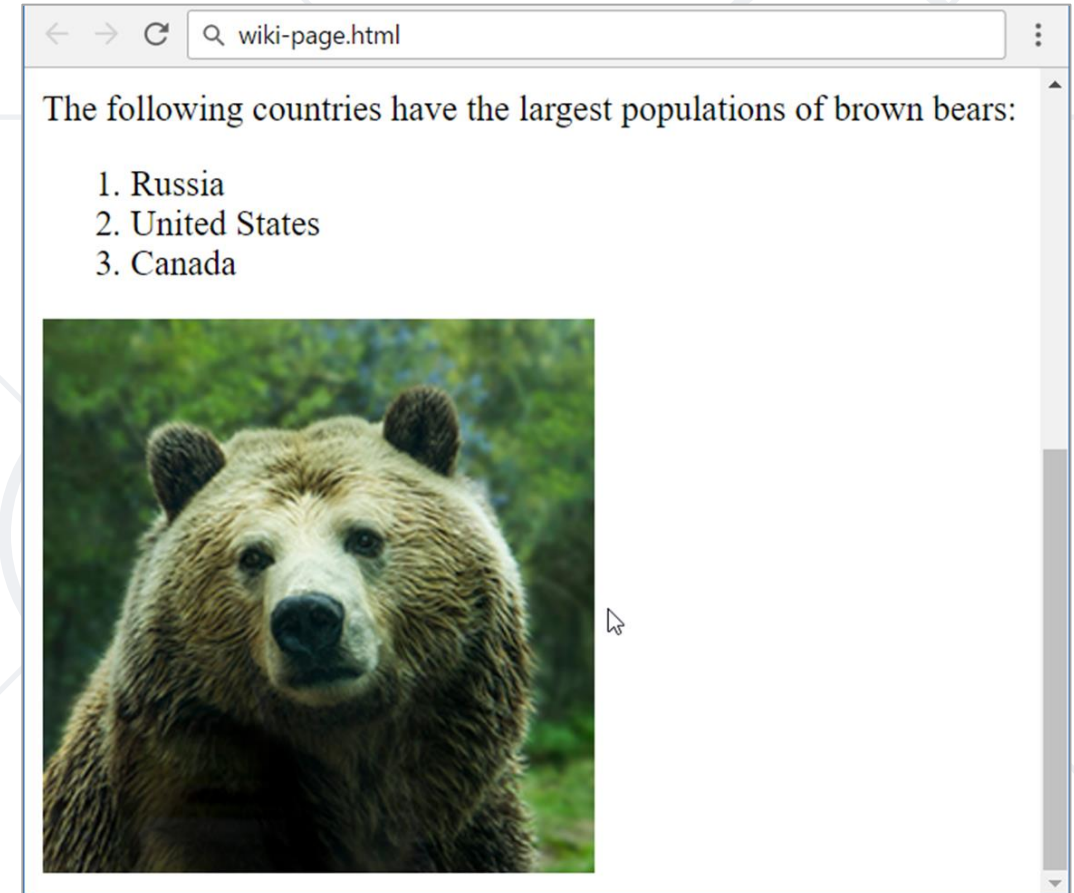 wiki-page.html
The following countries have the largest populations of brown bears:
1. Russia
2. United States
3. Canada